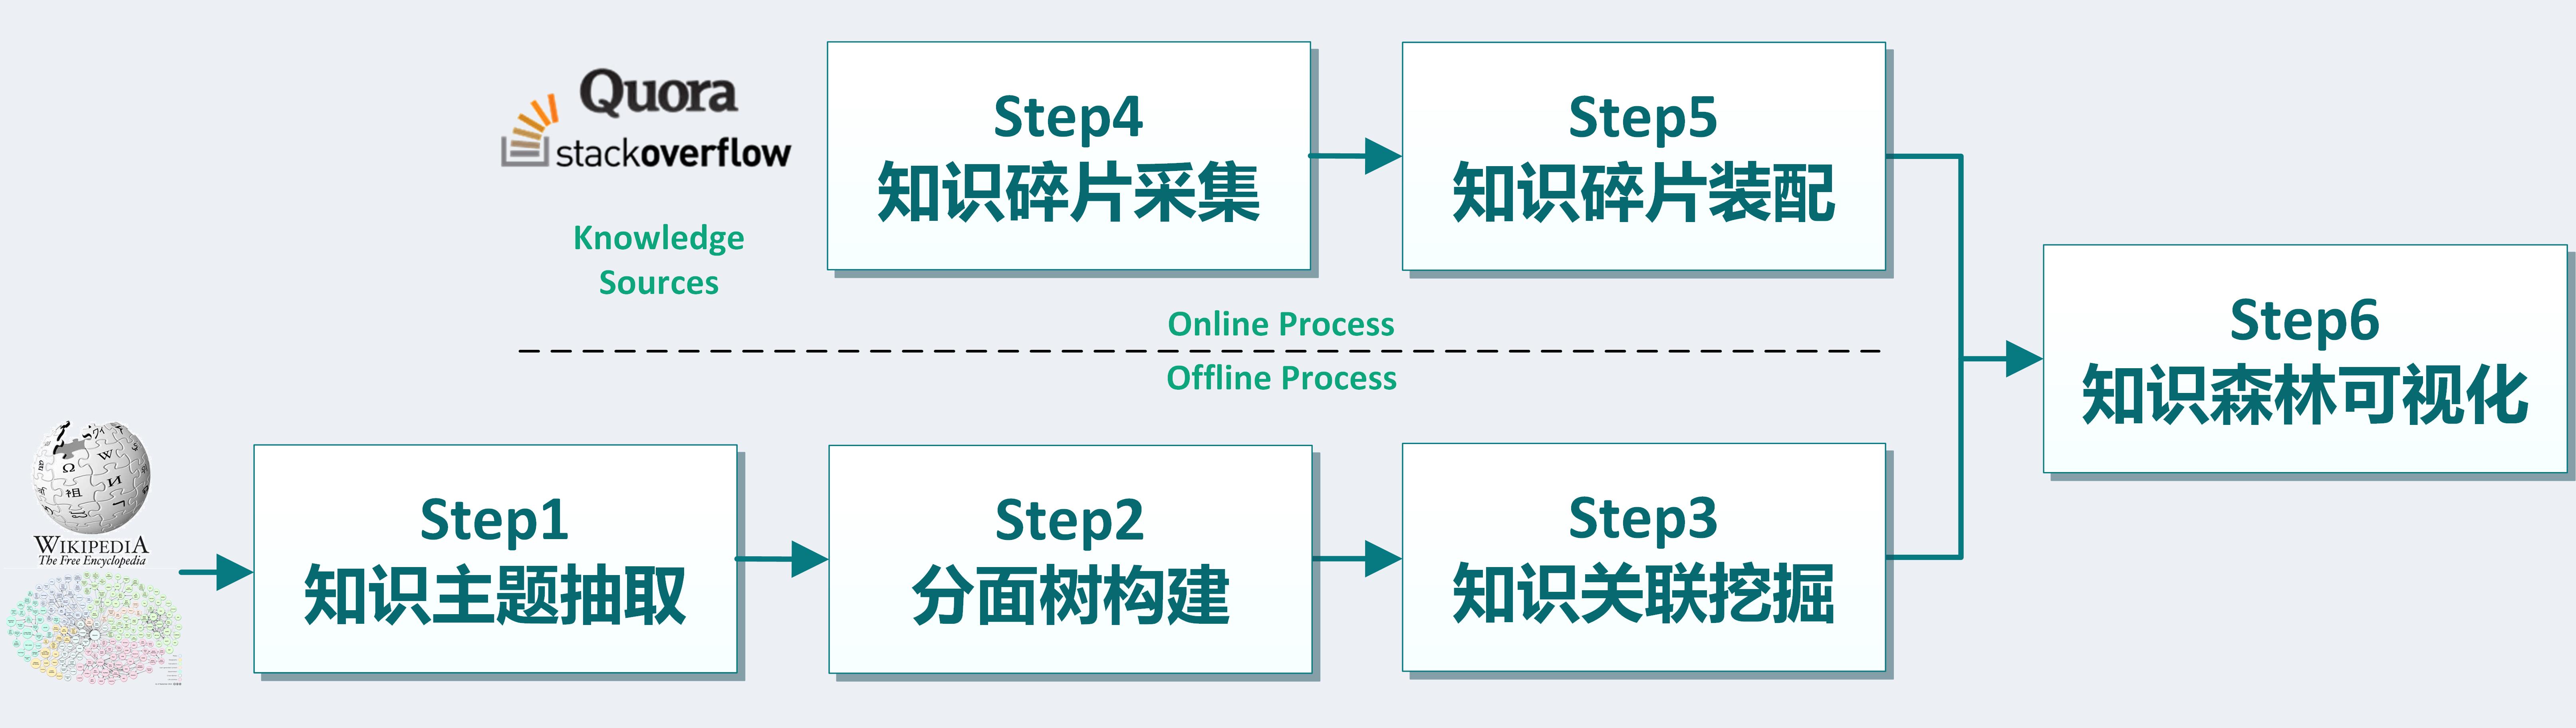 Quora
stackoverflow
Knowledge
Sources
Step4
知识碎片采集
Step5
知识碎片装配
Online Process
Offline Process
Step6
知识森林可视化
WIKIPEDIA
The Free Encyclopedia
Step1
知识主题抽取
Step2
分面树构建
Step3
知识关联挖掘